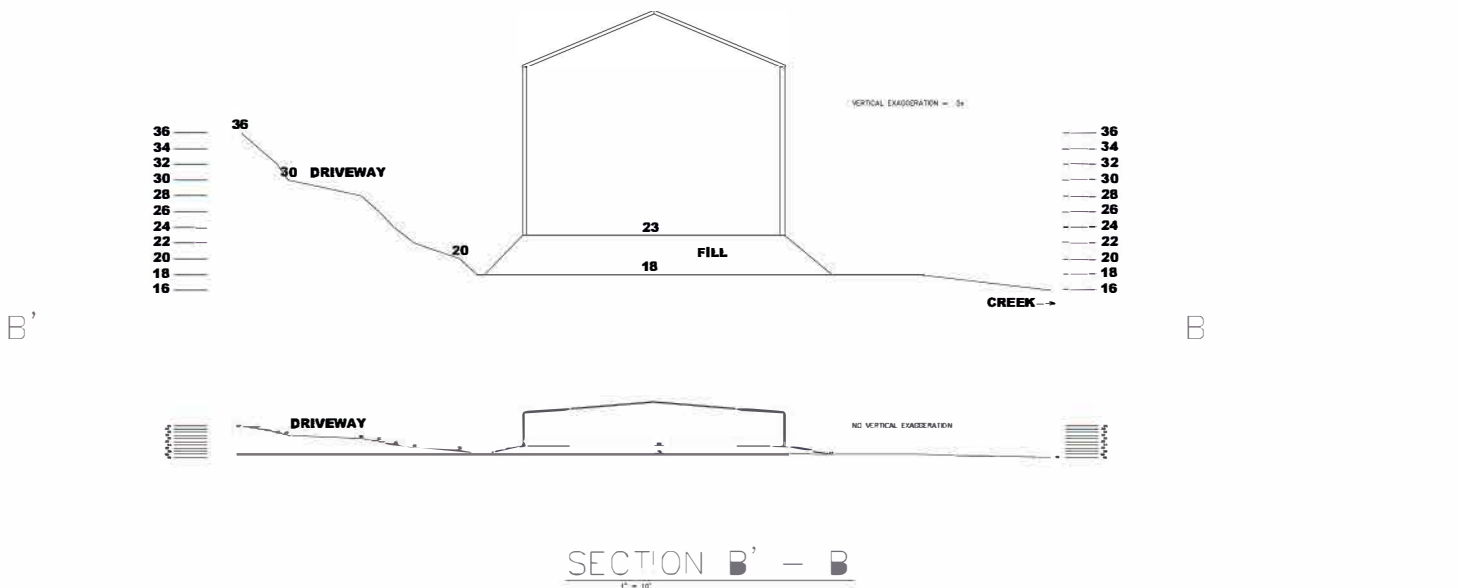 VERTICAL EXAGGERATION =
36 36 36
34 34
32 32
30 30 DRIVEWAY 30
28 28
26 26
24 23 24
22 FILL 22
20 20 20
18 18 18
16 16
CREEK
B' B
DRIVEWAY
NO VERTICAL EXAGGERATION
SECTION B' - B